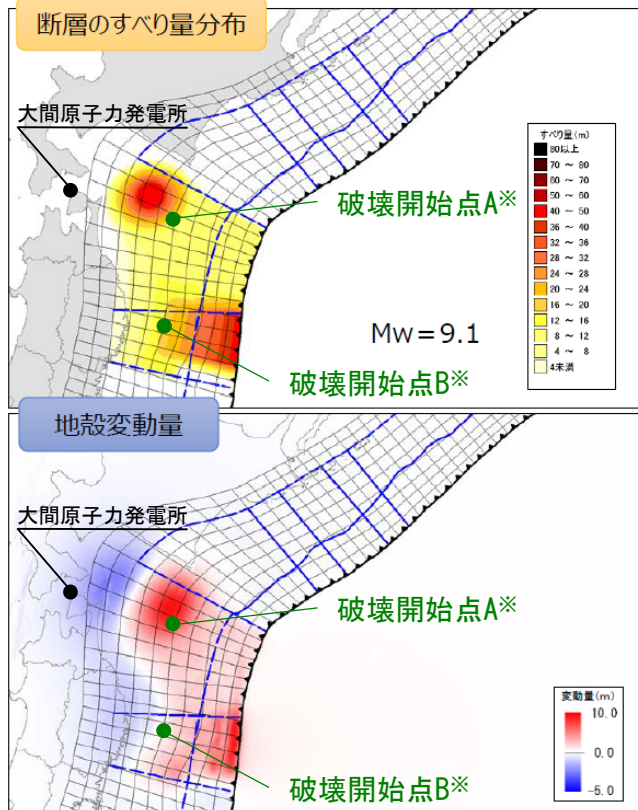 断層のすべり量分布
大間原子力発電所
破壊開始点A※
Mw=9.1
破壊開始点B※
すべり量(m)
80以上
70 ~ 80
60 ~ 70
50 ~ 60
40 ~ 50
36 ~ 40
32 ~ 36
28 ~ 32
24 ~ 28
20 ~ 24
16 ~ 20
12 ~ 16
8 ~ 12
4 ~ 8
4未満
地殻変動量
大間原子力発電所
破壊開始点A※
破壊開始点B※
変動量(m)
10.0
0.0
-5.0